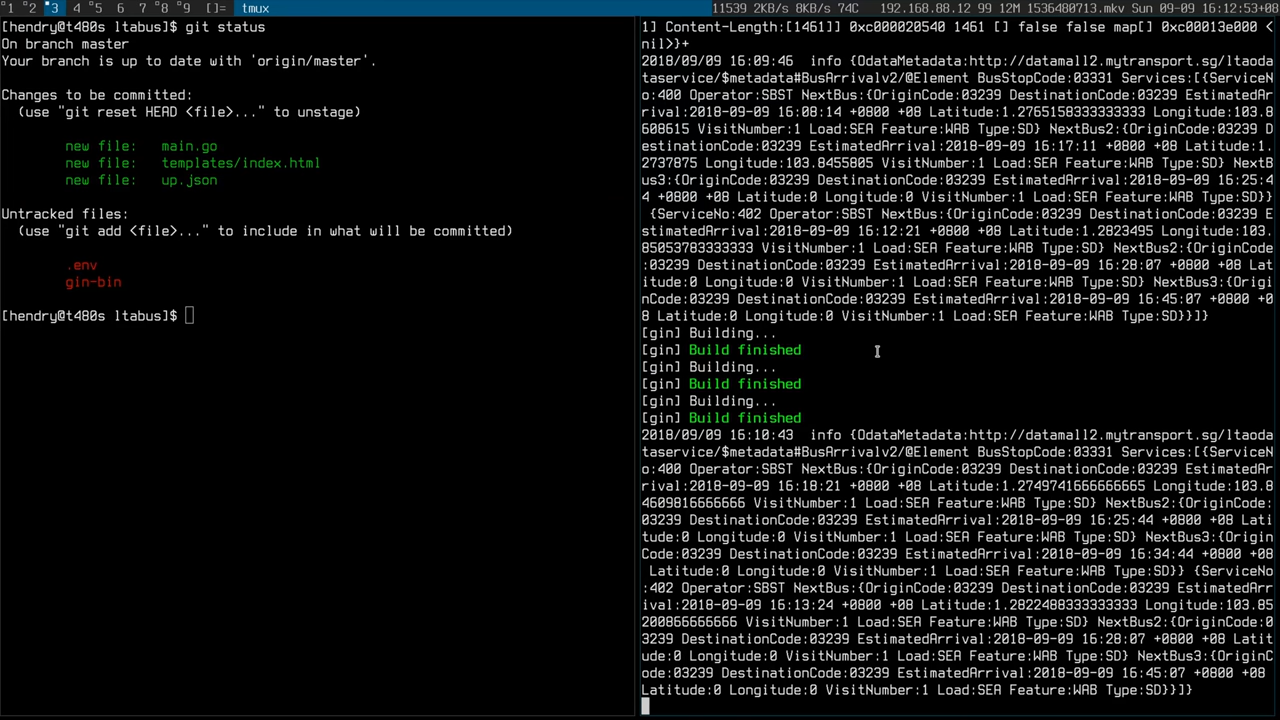 1 2 3 4 5 6 7 8 9 []= tmux 11539 2KB/s 8KB/s 74C 192.168.88.12 99 12M 1536480713.mkv Sun 09-09 16:12:53+08
[hendry@t480s ltabus]$ git status
On branch master
Your branch is up to date with 'origin/master'.
Changes to be committed:
(use "git reset HEAD <file>..." to unstage)
new file: main.go
new file: templates/index.html
new file: up.json
Untracked files:
(use "git add <file>..." to include in what will be committed)
.env
gin-bin
[hendry@t480s ltabus]$
1] Content-Length:[1461]] 0xc000020540 1461 [] false false map[] 0xc00013e000 <
nil>}}+
2018/09/09 16:09:46 info {OdataMetadata:http://datamall2.mytransport.sg/ltaoda
taservice/$metadata#BusArrivalv2/@Element BusStopCode:03331 Services:[{ServiceN
o:400 Operator:SBST NextBus:{OriginCode:03239 DestinationCode:03239 EstimatedAr
rival:2018-09-09 16:08:14 +0800 +08 Latitude:1.2765158333333333 Longitude:103.8
608615 VisitNumber:1 Load:SEA Feature:WAB Type:SD} NextBus2:{OriginCode:03239 D
estinationCode:03239 EstimatedArrival:2018-09-09 16:17:11 +0800 +08 Latitude:1.
2737875 Longitude:103.8455805 VisitNumber:1 Load:SEA Feature:WAB Type:SD} NextB
us3:{OriginCode:03239 DestinationCode:03239 EstimatedArrival:2018-09-09 16:25:4
4 +0800 +08 Latitude:0 Longitude:0 VisitNumber:1 Load:SEA Feature:WAB Type:SD}}
{ServiceNo:402 Operator:SBST NextBus:{OriginCode:03239 DestinationCode:03239 E
stimatedArrival:2018-09-09 16:12:21 +0800 +08 Latitude:1.2823495 Longitude:103.
85053783333333 VisitNumber:1 Load:SEA Feature:WAB Type:SD} NextBus2:{OriginCode
:03239 DestinationCode:03239 EstimatedArrival:2018-09-09 16:28:07 +0800 +08 Lat
itude:0 Longitude:0 VisitNumber:1 Load:SEA Feature:WAB Type:SD} NextBus3:{Origi
nCode:03239 DestinationCode:03239 EstimatedArrival:2018-09-09 16:45:07 +0800 +0
8 Latitude:0 Longitude:0 VisitNumber:1 Load:SEA Feature:WAB Type:SD}}]}
[gin] Building...
[gin] Build finished
[gin] Building...
[gin] Build finished
[gin] Building...
[gin] Build finished
2018/09/09 16:10:43 info {OdataMetadata:http://datamall2.mytransport.sg/ltaoda
taservice/$metadata#BusArrivalv2/@Element BusStopCode:03331 Services:[{ServiceN
o:400 Operator:SBST NextBus:{OriginCode:03239 DestinationCode:03239 EstimatedAr
rival:2018-09-09 16:18:21 +0800 +08 Latitude:1.2749741666666665 Longitude:103.8
4609816666666 VisitNumber:1 Load:SEA Feature:WAB Type:SD} NextBus2:{OriginCode:
03239 DestinationCode:03239 EstimatedArrival:2018-09-09 16:25:44 +0800 +08 Lati
tude:0 Longitude:0 VisitNumber:1 Load:SEA Feature:WAB Type:SD} NextBus3:{Origin
Code:03239 DestinationCode:03239 EstimatedArrival:2018-09-09 16:34:44 +0800 +08
Latitude:0 Longitude:0 VisitNumber:1 Load:SEA Feature:WAB Type:SD}} {ServiceNo
:402 Operator:SBST NextBus:{OriginCode:03239 DestinationCode:03239 EstimatedArr
ival:2018-09-09 16:13:24 +0800 +08 Latitude:1.2822488333333333 Longitude:103.85
200866666666 VisitNumber:1 Load:SEA Feature:WAB Type:SD} NextBus2:{OriginCode:0
3239 DestinationCode:03239 EstimatedArrival:2018-09-09 16:28:07 +0800 +08 Latit
ude:0 Longitude:0 VisitNumber:1 Load:SEA Feature:WAB Type:SD} NextBus3:{OriginC
ode:03239 DestinationCode:03239 EstimatedArrival:2018-09-09 16:45:07 +0800 +08
Latitude:0 Longitude:0 VisitNumber:1 Load:SEA Feature:WAB Type:SD}}]}